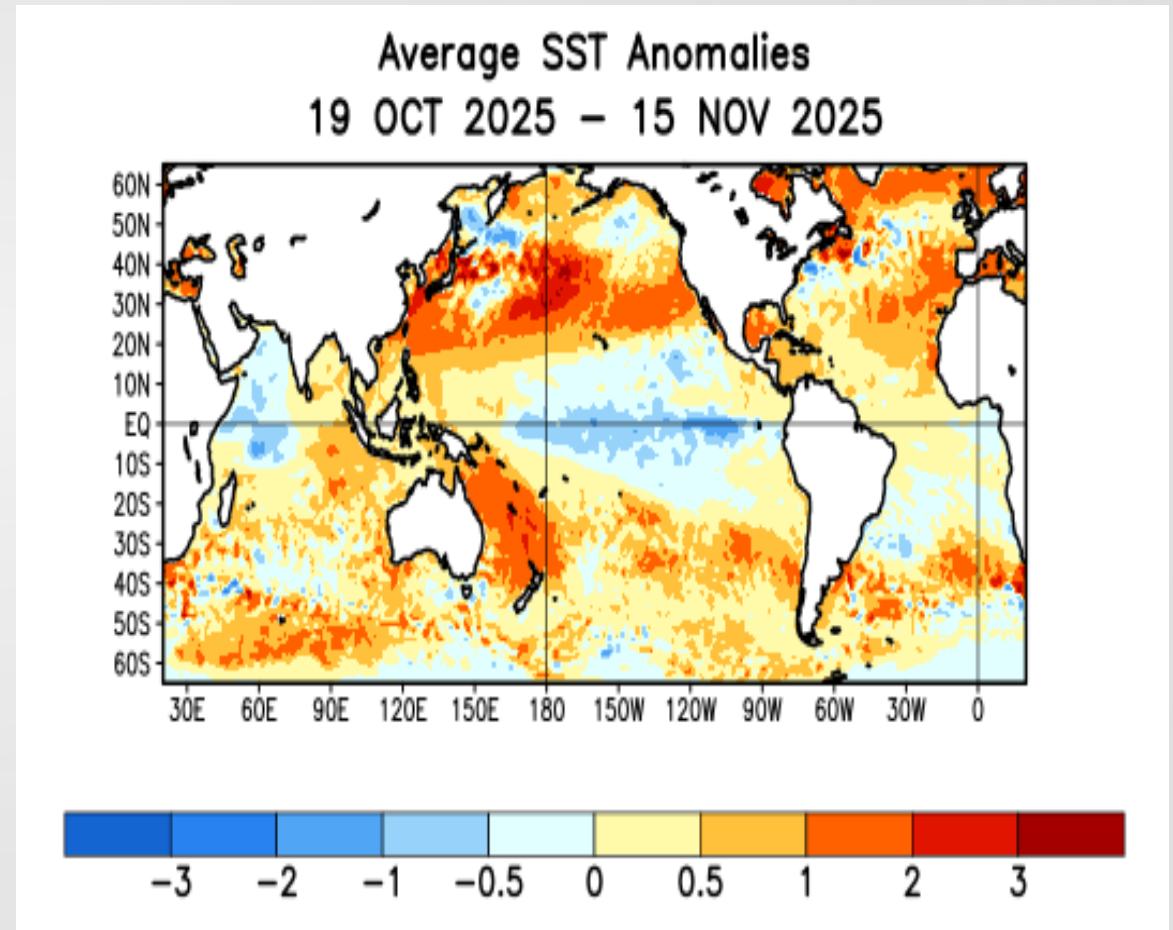 Average SST Anomalies
19 OCT 2025 – 15 NOV 2025
60N
50N
40N
30N
20N
10N
EQ
10S
20S
30S
40S
50S
60S
30E 60E 90E 120E 150E 180 150W 120W 90W 60W 30W 0
−3 −2 −1 −0.5 0 0.5 1 2 3